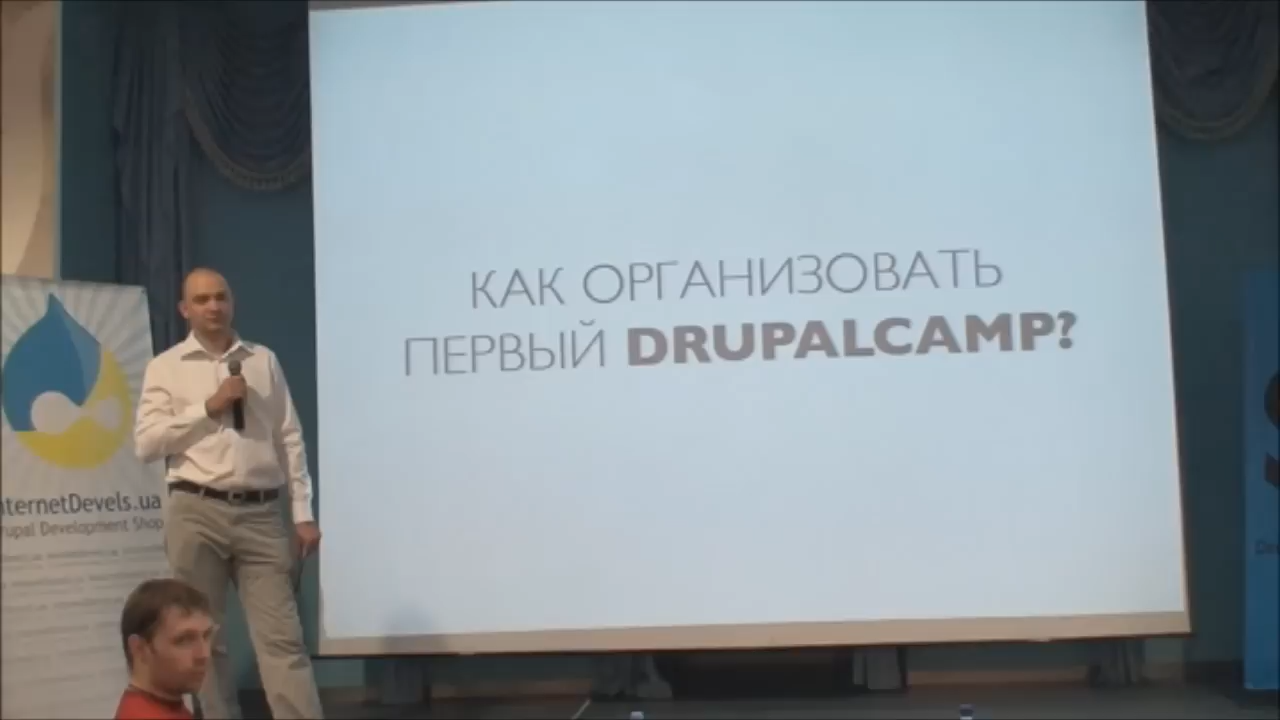 КАК ОРГАНИЗОВАТЬ
ПЕРВЫЙ DRUPALCAMP?
nternetDevels.ua
rupal Development Shop